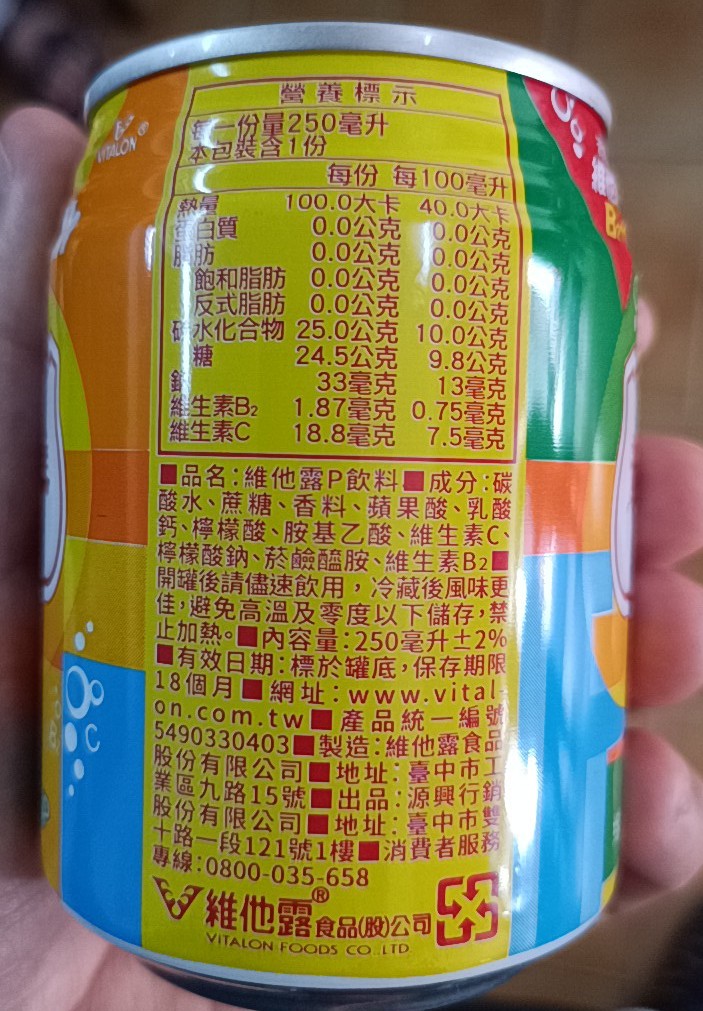 VITALON®
營養標示
每一份量250毫升
本包裝含1份
每份 每100毫升
熱量 100.0大卡 40.0大卡
蛋白質 0.0公克 0.0公克
脂肪 0.0公克 0.0公克
飽和脂肪 0.0公克 0.0公克
反式脂肪 0.0公克 0.0公克
碳水化合物 25.0公克 10.0公克
糖 24.5公克 9.8公克
鈉 33毫克 13毫克
維生素B2 1.87毫克 0.75毫克
維生素C 18.8毫克 7.5毫克
■品名:維他露P飲料■成分:碳
酸水、蔗糖、香料、蘋果酸、乳酸
鈣、檸檬酸、胺基乙酸、維生素C、
檸檬酸鈉、菸鹼醯胺、維生素B2■
開罐後請儘速飲用，冷藏後風味更
佳，避免高溫及零度以下儲存，禁
止加熱。■內容量:250毫升±2%
■有效日期:標於罐底，保存期限
18個月■網址:www.vital-
on.com.tw■產品統一編號
5490330403■製造:維他露食品
股份有限公司■地址:臺中市工
業區九路15號■出品:源興行銷
股份有限公司■地址:臺中市雙
十路一段121號1樓■消費者服務
專線:0800-035-658
維他露®食品(股)公司
VITALON FOODS CO.,LTD.
B
C